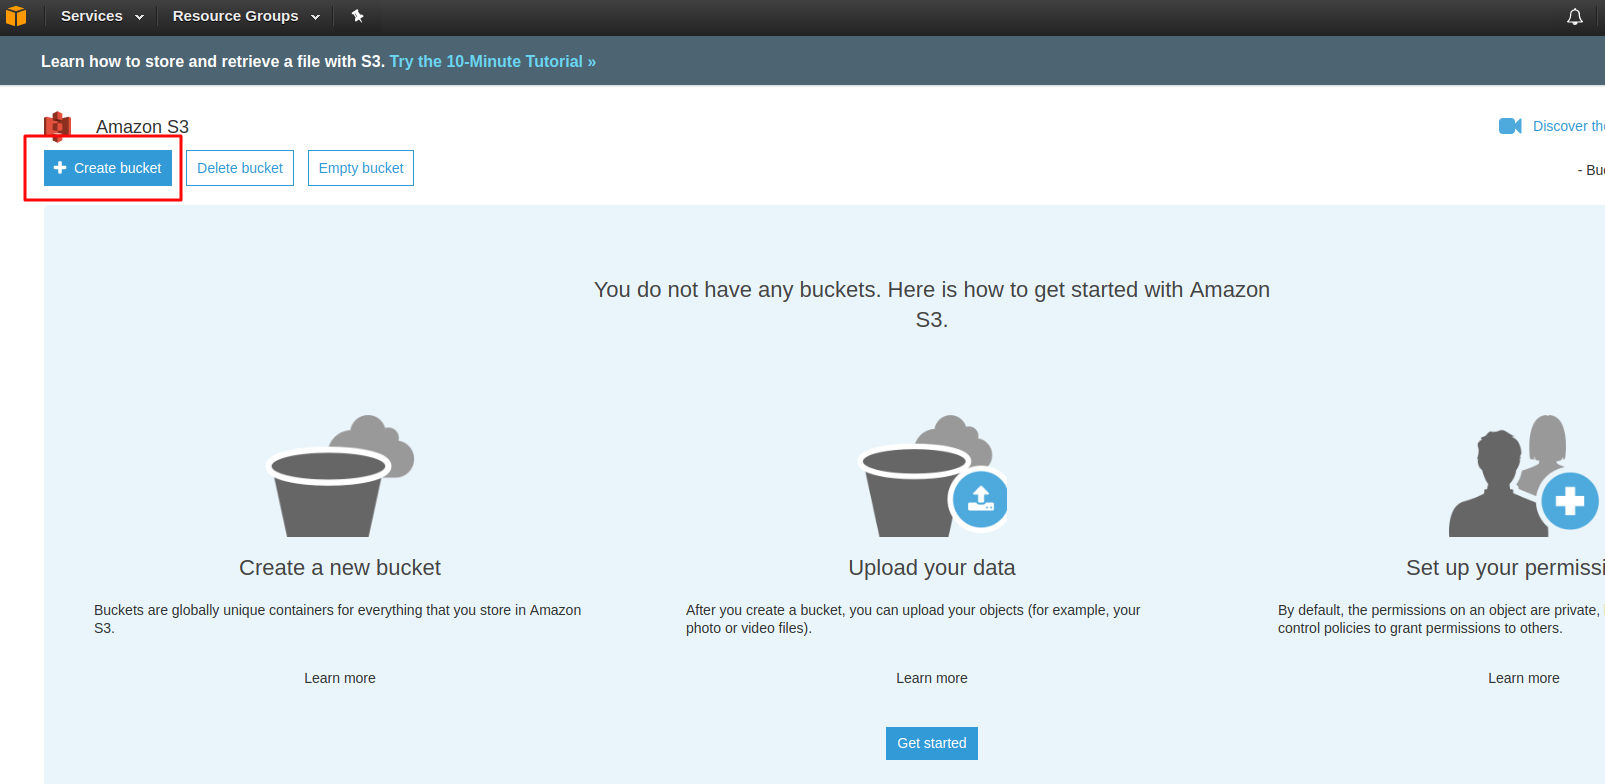 Services
Resource Groups
Learn how to store and retrieve a file with S3. Try the 10-Minute Tutorial »
Amazon S3
Discover the
Create bucket
Delete bucket
Empty bucket
- Buc
You do not have any buckets. Here is how to get started with Amazon
S3.
Create a new bucket
Buckets are globally unique containers for everything that you store in Amazon
S3.
Learn more
Upload your data
After you create a bucket, you can upload your objects (for example, your
photo or video files).
Learn more
Set up your permissi
By default, the permissions on an object are private,
control policies to grant permissions to others.
Learn more
Get started